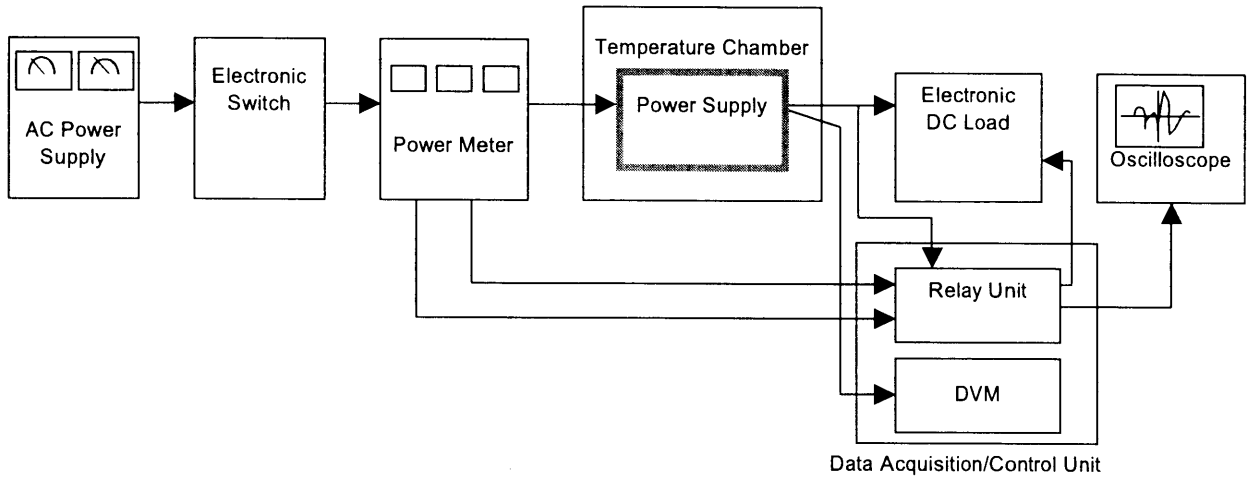 AC Power
Supply
Electronic
Switch
Power Meter
Temperature Chamber
Power Supply
Electronic
DC Load
Oscilloscope
Relay Unit
DVM
Data Acquisition/Control Unit